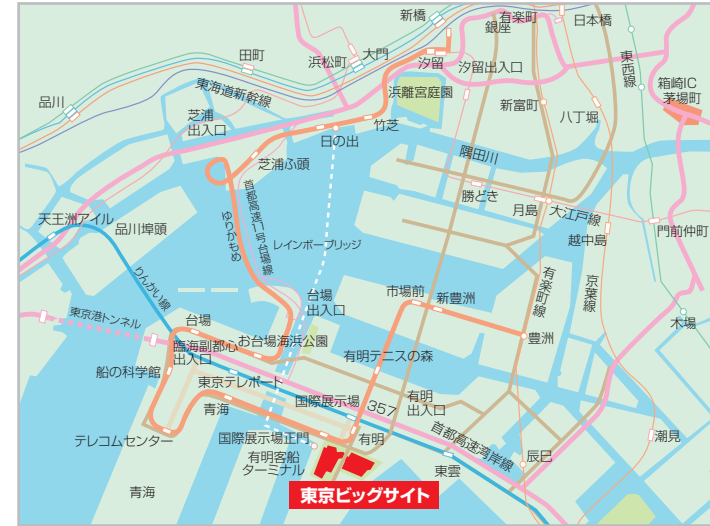 新橋
有楽町
銀座
日本橋
田町
浜松町
大門
汐留
汐留出入口
東西線
箱崎IC
茅場町
品川
東海道新幹線
浜離宮庭園
新富町
八丁堀
芝浦
出入口
竹芝
日の出
芝浦ふ頭
隅田川
首都高速11号台場線
ゆりかもめ
レインボーブリッジ
勝どき
月島
大江戸線
門前仲町
越中島
天王洲アイル
品川埠頭
りんかい線
有楽町線
京葉線
台場
出入口
市場前
新豊洲
東京港トンネル
台場
お台場海浜公園
豊洲
木場
臨海副都心
出入口
船の科学館
有明テニスの森
東京テレポート
国際展示場
357
有明
出入口
青海
首都高速湾岸線
テレコムセンター
国際展示場正門
有明
有明客船
ターミナル
東雲
辰巳
潮見
青海
東京ビッグサイト